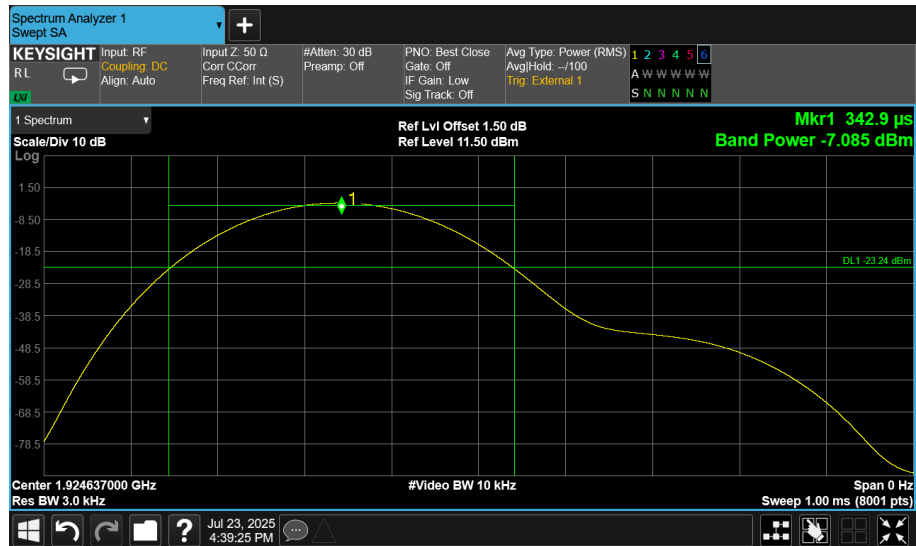 Spectrum Analyzer 1
Swept SA
+
KEYSIGHT
RL
LXI
Input: RF
Coupling: DC
Align: Auto
Input Z: 50 Ω
Corr CCorr
Freq Ref: Int (S)
#Atten: 30 dB
Preamp: Off
PNO: Best Close
Gate: Off
IF Gain: Low
Sig Track: Off
Avg Type: Power (RMS)
Avg|Hold: --/100
Trig: External 1
1 2 3 4 5 6
A W W W W W
S N N N N N
1 Spectrum
Scale/Div 10 dB
Ref Lvl Offset 1.50 dB
Ref Level 11.50 dBm
Mkr1 342.9 µs
Band Power -7.085 dBm
Log
1.50
-8.50
-18.5
-28.5
-38.5
-48.5
-58.5
-68.5
-78.5
1
DL1 -23.24 dBm
Center 1.924637000 GHz
Res BW 3.0 kHz
#Video BW 10 kHz
Span 0 Hz
Sweep 1.00 ms (8001 pts)
?
Jul 23, 2025
4:39:25 PM